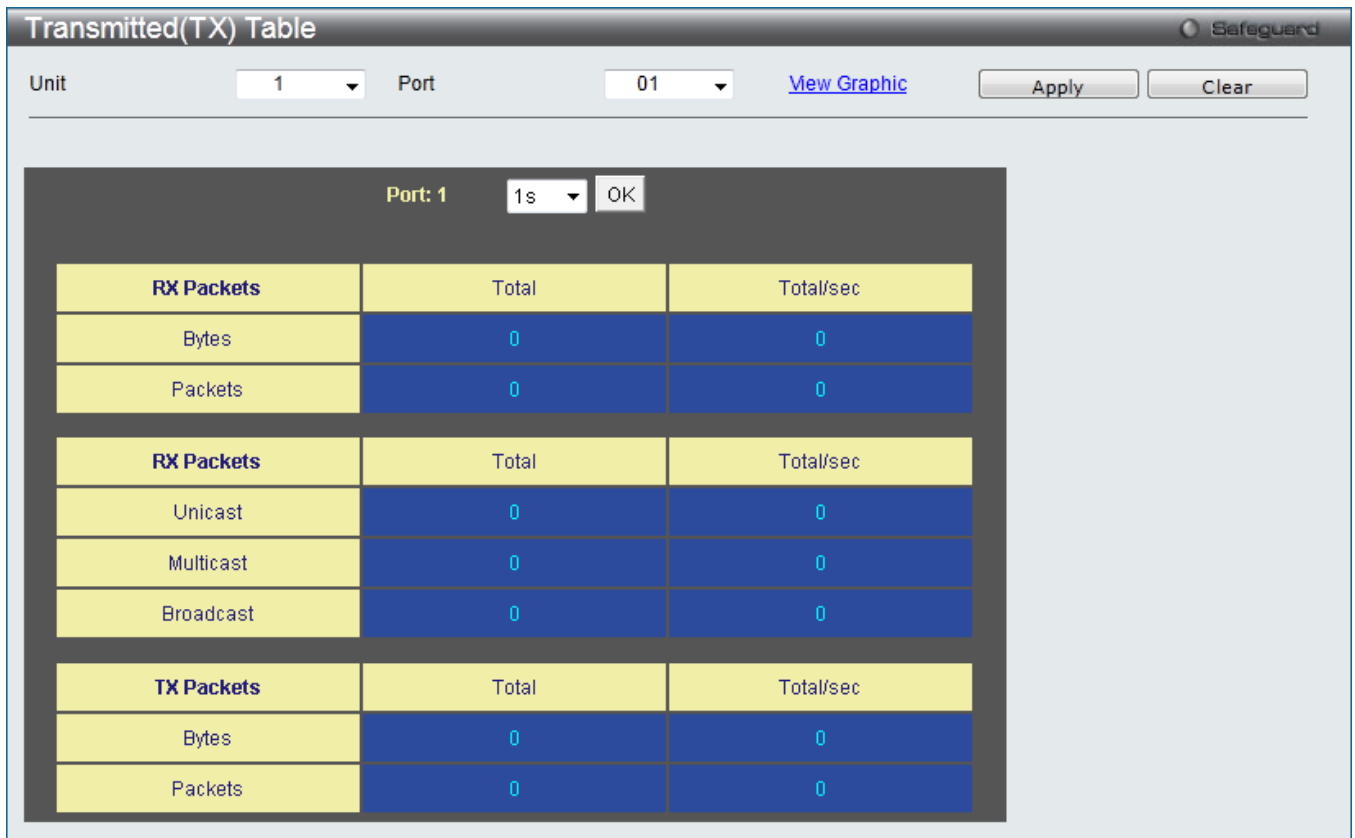 Transmitted(TX) Table Safeguard
Unit 1 Port 01 View Graphic Apply Clear
Port: 1 1s OK
RX Packets Total Total/sec
Bytes 0 0
Packets 0 0
RX Packets Total Total/sec
Unicast 0 0
Multicast 0 0
Broadcast 0 0
TX Packets Total Total/sec
Bytes 0 0
Packets 0 0